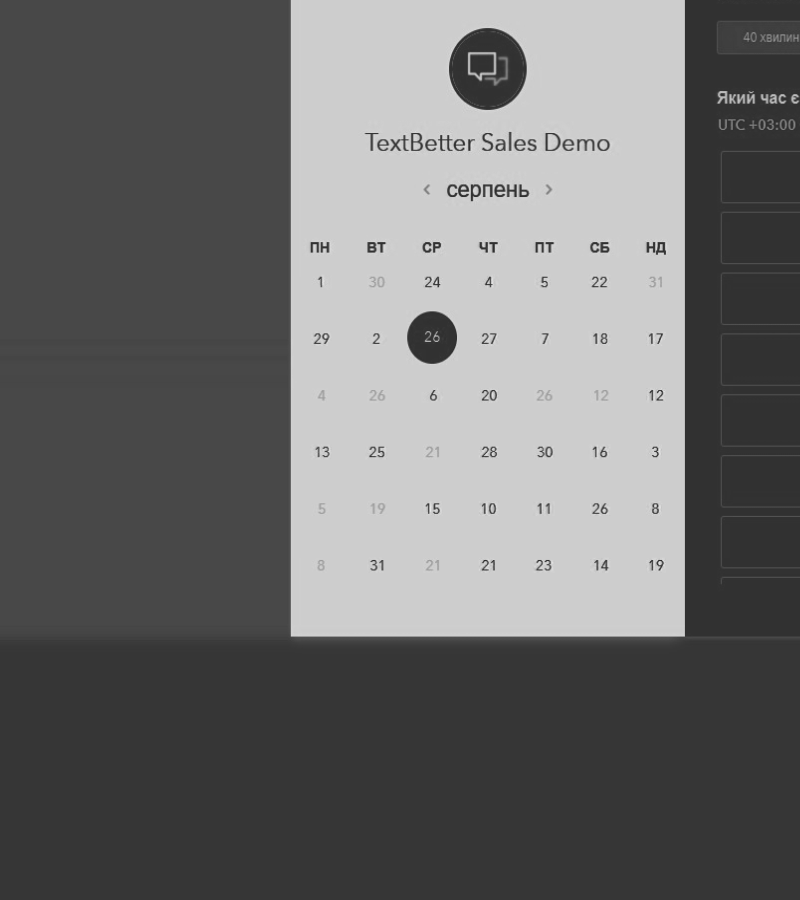 40 хвилин
Який час є
UTC +03:00
TextBetter Sales Demo
серпень
ПН ВТ СР ЧТ ПТ СБ НД
1 30 24 4 5 22 31
29 2 26 27 7 18 17
4 26 6 20 26 12 12
13 25 21 28 30 16 3
5 19 15 10 11 26 8
8 31 21 21 23 14 19